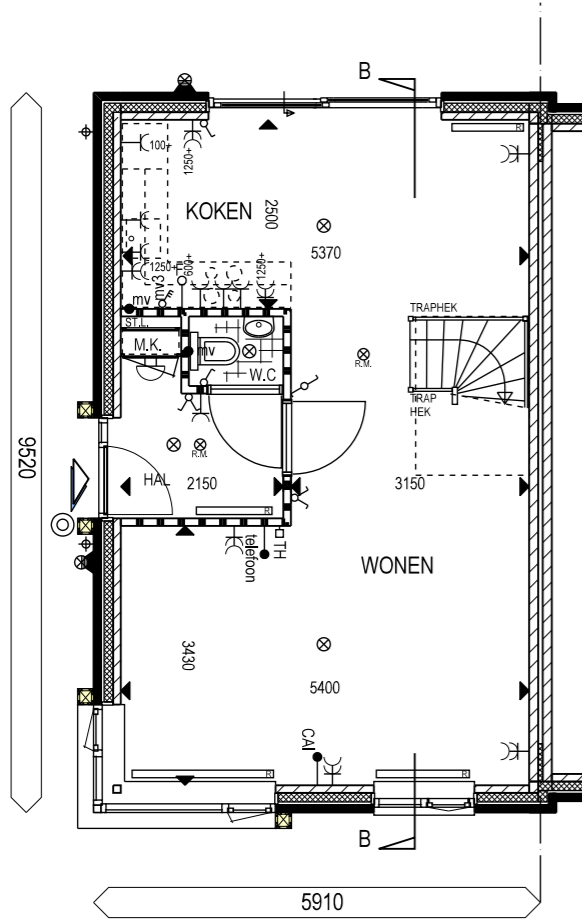 B
100+
1250+
KOKEN
2500
5370
1250+
600+
1250+
mv3
mv
ST.L.
M.K.
mv
W.C
R.M.
TRAPHEK
TRAP
HEK
R
9520
HAL
R.M.
2150
3150
R
TH
telefoon
WONEN
3430
5400
CAI
R
R
B
5910